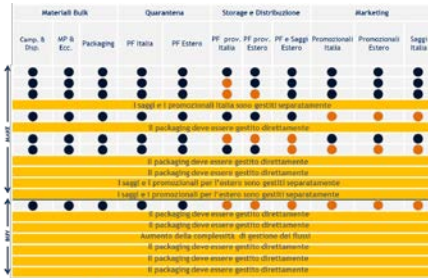 Materiali Bulk Quarantena Storage e Distribuzione Marketing
Camp. & Disp. MP & Ecc. Packaging PF Italia PF Estero PF prov. Italia PF prov. Estero PF e Saggi Estero Promozionali Italia Promozionali Estero Saggi Italia
I saggi e i promozionali Italia sono gestiti separatamente
Il packaging deve essere gestito direttamente
Il packaging deve essere gestito direttamente
Il packaging deve essere gestito direttamente
I saggi e i promozionali per l'estero sono gestiti separatamente
I saggi e i promozionali per l'estero sono gestiti separatamente
MAKE
Il packaging deve essere gestito direttamente
Il packaging deve essere gestito direttamente
Aumento della complessità di gestione dei flussi
Il packaging deve essere gestito direttamente
Il packaging deve essere gestito direttamente
Il packaging deve essere gestito direttamente
BUY